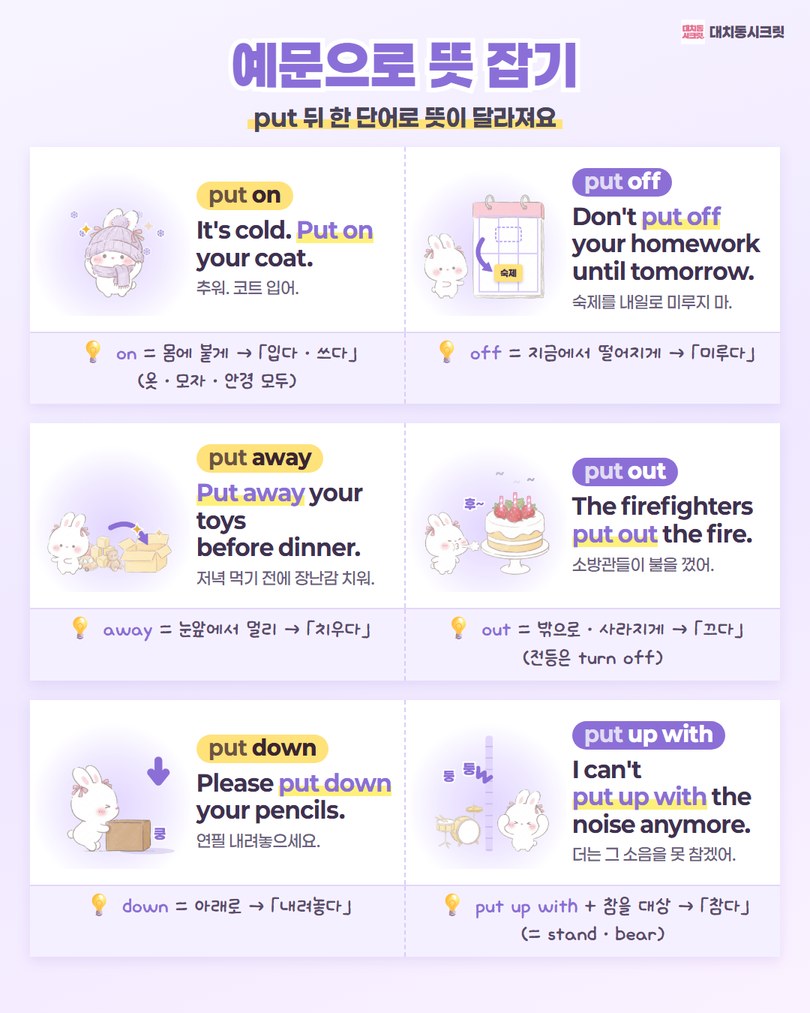 대치동
시크릿
대치동시크릿
예문으로 뜻 잡기
put 뒤 한 단어로 뜻이 달라져요
put on
It's cold. Put on
your coat.
추워. 코트 입어.
💡 on = 몸에 붙게 → 「입다 · 쓰다」
(옷 · 모자 · 안경 모두)
숙제
put off
Don't put off
your homework
until tomorrow.
숙제를 내일로 미루지 마.
💡 off = 지금에서 떨어지게 → 「미루다」
put away
Put away your
toys
before dinner.
저녁 먹기 전에 장난감 치워.
💡 away = 눈앞에서 멀리 → 「치우다」
후~
put out
The firefighters
put out the fire.
소방관들이 불을 껐어.
💡 out = 밖으로 · 사라지게 → 「끄다」
(전등은 turn off)
쿵
put down
Please put down
your pencils.
연필 내려놓으세요.
💡 down = 아래로 → 「내려놓다」
퉁 퉁
put up with
I can't
put up with the
noise anymore.
더는 그 소음을 못 참겠어.
💡 put up with + 참을 대상 → 「참다」
(= stand · bear)